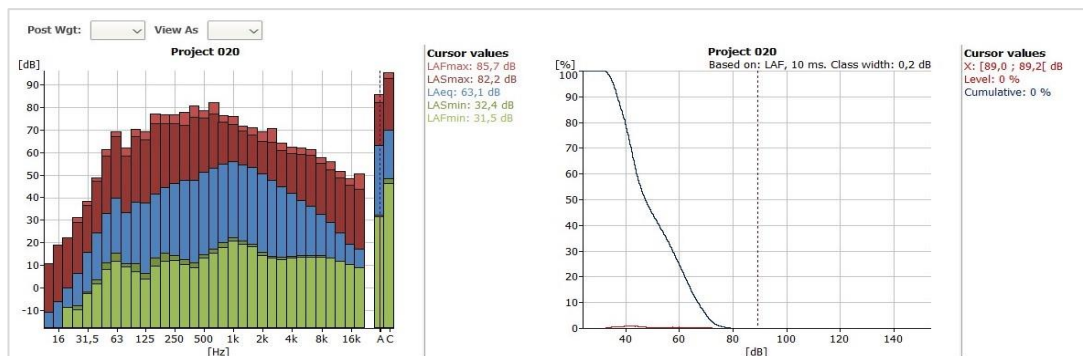 Post Wgt:
View As
Project 020
[dB]
90
80
70
60
50
40
30
20
10
0
-10
16 31,5 63 125 250 500 1k 2k 4k 8k 16k A C
[Hz]
Cursor values
LAFmax: 85,7 dB
LASmax: 82,2 dB
LAeq: 63,1 dB
LASmin: 32,4 dB
LAFmin: 31,5 dB
Project 020
[%]
Based on: LAF, 10 ms. Class width: 0,2 dB
100
90
80
70
60
50
40
30
20
10
0
40 60 80 100 120 140
[dB]
Cursor values
X: [89,0 ; 89,2[ dB
Level: 0 %
Cumulative: 0 %